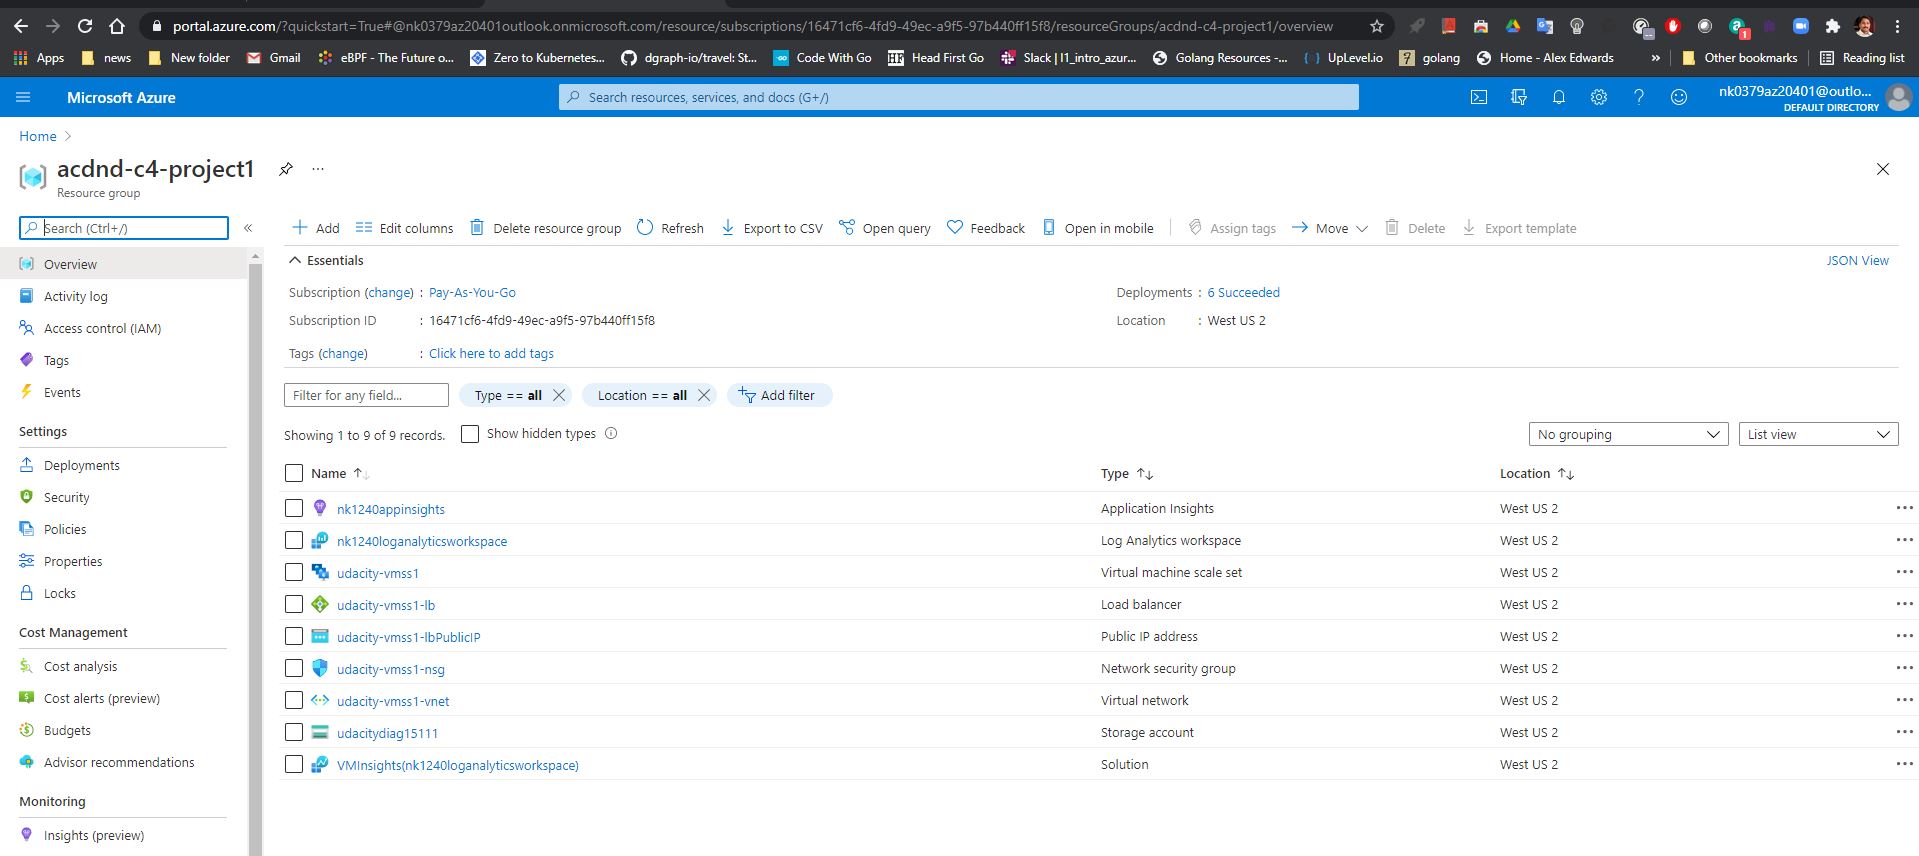 portal.azure.com/?quickstart=True#@nk0379az20401outlook.onmicrosoft.com/resource/subscriptions/16471cf6-4fd9-49ec-a9f5-97b440ff15f8/resourceGroups/acdnd-c4-project1/overview
Apps news New folder Gmail eBPF - The Future o... Zero to Kubernetes... dgraph-io/travel: St... Code With Go Head First Go Slack | l1_intro_azur... Golang Resources -... UpLevel.io golang Home - Alex Edwards » Other bookmarks Reading list
Microsoft Azure
Search resources, services, and docs (G+/)
nk0379az20401@outlo...
DEFAULT DIRECTORY
Home >
acdnd-c4-project1 ...
Resource group
Search (Ctrl+/) «
Overview
Activity log
Access control (IAM)
Tags
Events
Settings
Deployments
Security
Policies
Properties
Locks
Cost Management
Cost analysis
Cost alerts (preview)
Budgets
Advisor recommendations
Monitoring
Insights (preview)
Add Edit columns Delete resource group Refresh Export to CSV Open query Feedback Open in mobile Assign tags Move Delete Export template
Essentials JSON View
Subscription (change) : Pay-As-You-Go Deployments : 6 Succeeded
Subscription ID : 16471cf6-4fd9-49ec-a9f5-97b440ff15f8 Location : West US 2
Tags (change) : Click here to add tags
Filter for any field... Type == all Location == all Add filter
Showing 1 to 9 of 9 records. Show hidden types No grouping List view
Name Type Location
nk1240appinsights Application Insights West US 2
nk1240loganalyticsworkspace Log Analytics workspace West US 2
udacity-vmss1 Virtual machine scale set West US 2
udacity-vmss1-lb Load balancer West US 2
udacity-vmss1-lbPublicIP Public IP address West US 2
udacity-vmss1-nsg Network security group West US 2
udacity-vmss1-vnet Virtual network West US 2
udacitydiag15111 Storage account West US 2
VMInsights(nk1240loganalyticsworkspace) Solution West US 2